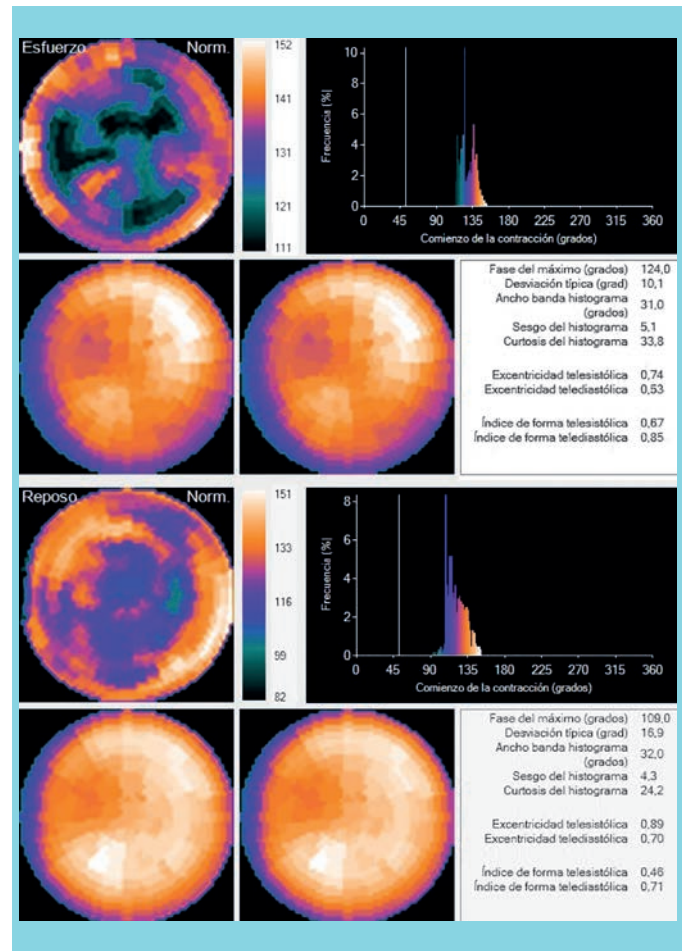 Esfuerzo Norm.
152
141
131
121
111
Frecuencia [%]
10
8
6
4
2
0
0 45 90 135 180 225 270 315 360
Comienzo de la contracción (grados)
Fase del máximo (grados) 124,0
Desviación típica (grad) 10,1
Ancho banda histograma
(grados) 31,0
Sesgo del histograma 5,1
Curtosis del histograma 33,8
Excentricidad telesistólica 0,74
Excentricidad telediastólica 0,53
Índice de forma telesistólica 0,67
Índice de forma telediastólica 0,85
Reposo Norm.
151
133
116
99
82
Frecuencia [%]
8
6
4
2
0
0 45 90 135 180 225 270 315 360
Comienzo de la contracción (grados)
Fase del máximo (grados) 109,0
Desviación típica (grad) 16,9
Ancho banda histograma
(grados) 32,0
Sesgo del histograma 4,3
Curtosis del histograma 24,2
Excentricidad telesistólica 0,89
Excentricidad telediastólica 0,70
Índice de forma telesistólica 0,46
Índice de forma telediastólica 0,71